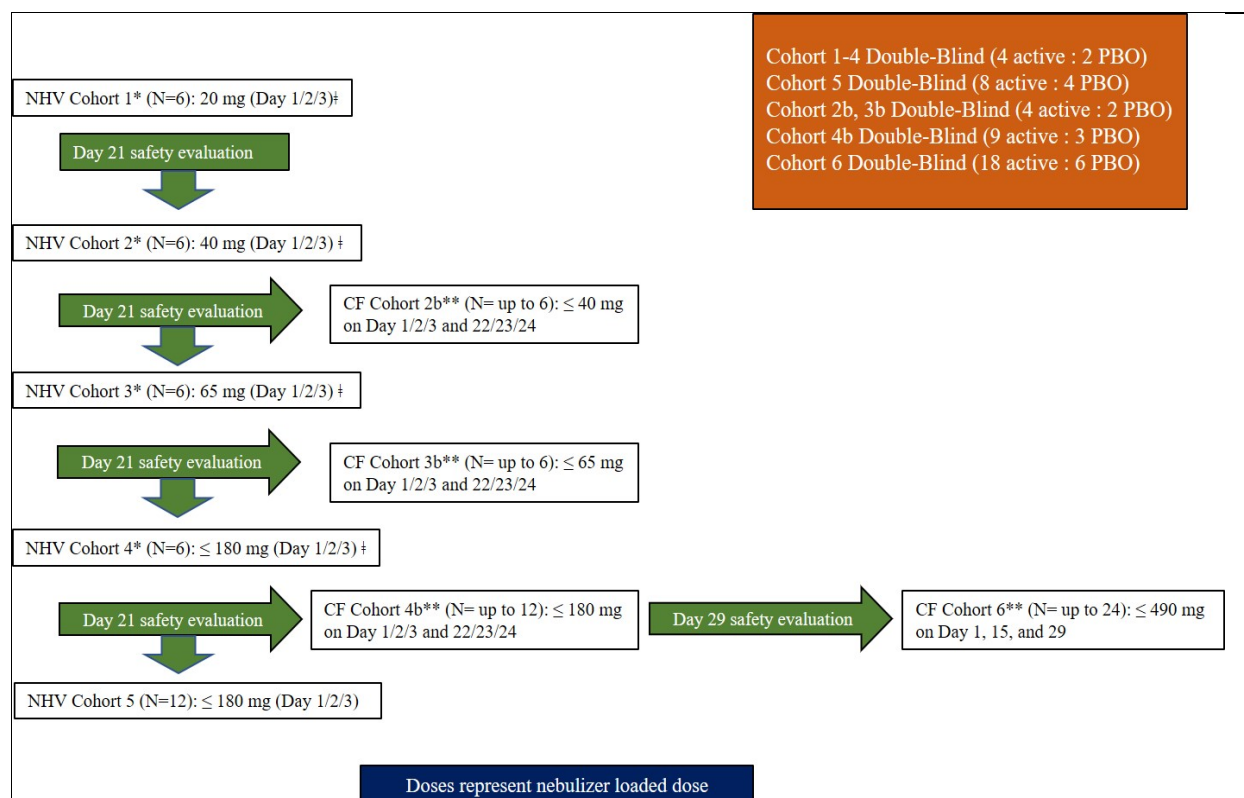 Cohort 1-4 Double-Blind (4 active : 2 PBO)
Cohort 5 Double-Blind (8 active : 4 PBO)
Cohort 2b, 3b Double-Blind (4 active : 2 PBO)
Cohort 4b Double-Blind (9 active : 3 PBO)
Cohort 6 Double-Blind (18 active : 6 PBO)
NHV Cohort 1* (N=6): 20 mg (Day 1/2/3)ǂ
Day 21 safety evaluation
NHV Cohort 2* (N=6): 40 mg (Day 1/2/3) ǂ
Day 21 safety evaluation
CF Cohort 2b** (N= up to 6): ≤ 40 mg
on Day 1/2/3 and 22/23/24
NHV Cohort 3* (N=6): 65 mg (Day 1/2/3) ǂ
Day 21 safety evaluation
CF Cohort 3b** (N= up to 6): ≤ 65 mg
on Day 1/2/3 and 22/23/24
NHV Cohort 4* (N=6): ≤ 180 mg (Day 1/2/3) ǂ
Day 21 safety evaluation
CF Cohort 4b** (N= up to 12): ≤ 180 mg
on Day 1/2/3 and 22/23/24
Day 29 safety evaluation
CF Cohort 6** (N= up to 24): ≤ 490 mg
on Day 1, 15, and 29
NHV Cohort 5 (N=12): ≤ 180 mg (Day 1/2/3)
Doses represent nebulizer loaded dose